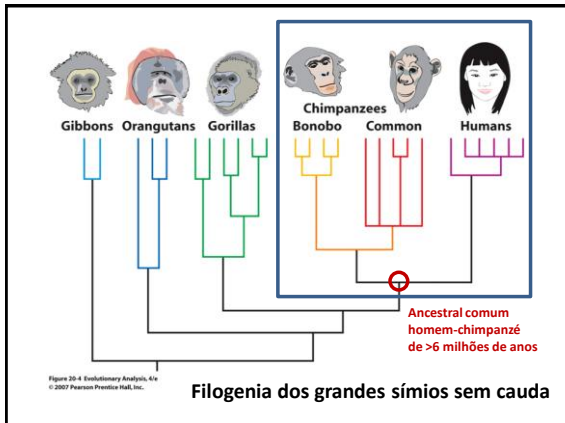 Chimpanzees
Gibbons Orangutans Gorillas Bonobo Common Humans
Ancestral comum
homem-chimpanzé
de >6 milhões de anos
Figure 20-4 Evolutionary Analysis, 4/e
© 2007 Pearson Prentice Hall, Inc.
Filogenia dos grandes símios sem cauda